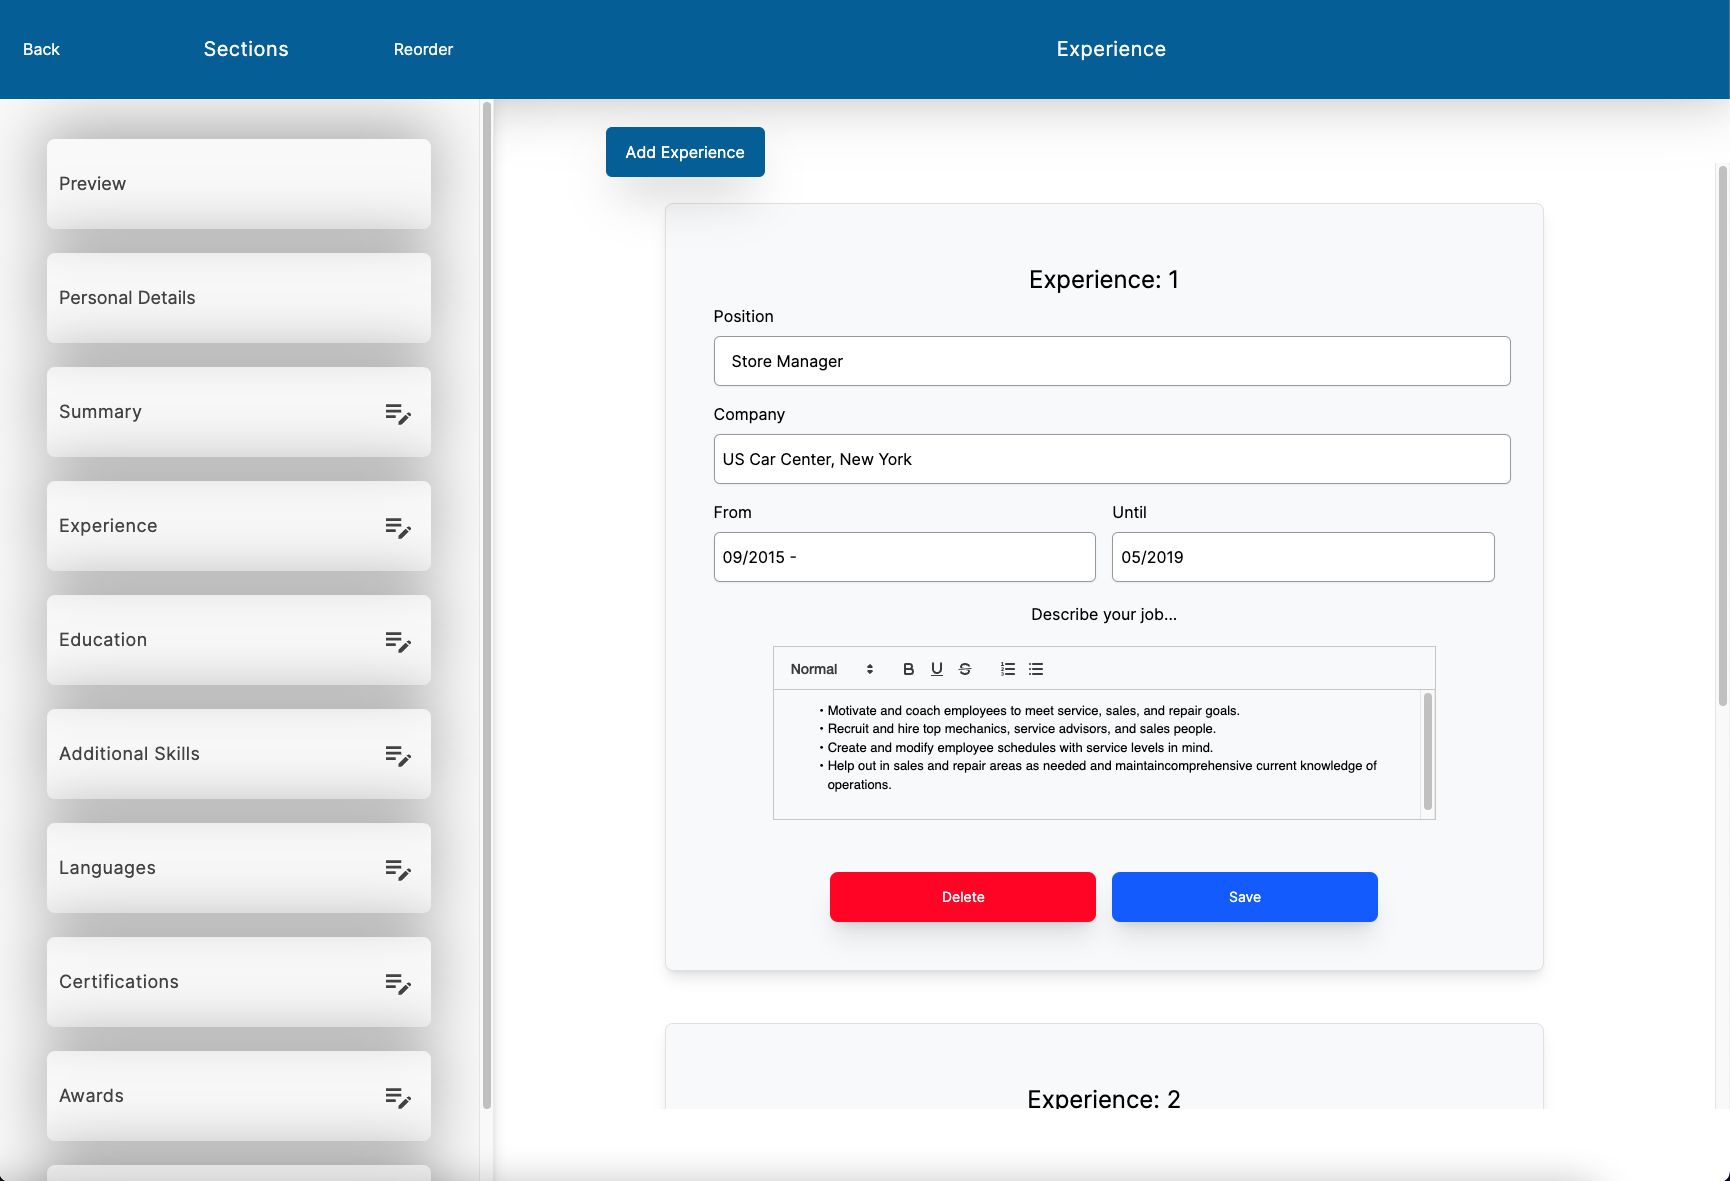 Back
Sections
Reorder
Experience
Preview
Personal Details
Summary
Experience
Education
Additional Skills
Languages
Certifications
Awards
Add Experience
Experience: 1
Position
Store Manager
Company
US Car Center, New York
From
Until
09/2015 -
05/2019
Describe your job...
Normal B U S
• Motivate and coach employees to meet service, sales, and repair goals.
• Recruit and hire top mechanics, service advisors, and sales people.
• Create and modify employee schedules with service levels in mind.
• Help out in sales and repair areas as needed and maintaincomprehensive current knowledge of
operations.
Delete
Save
Experience: 2